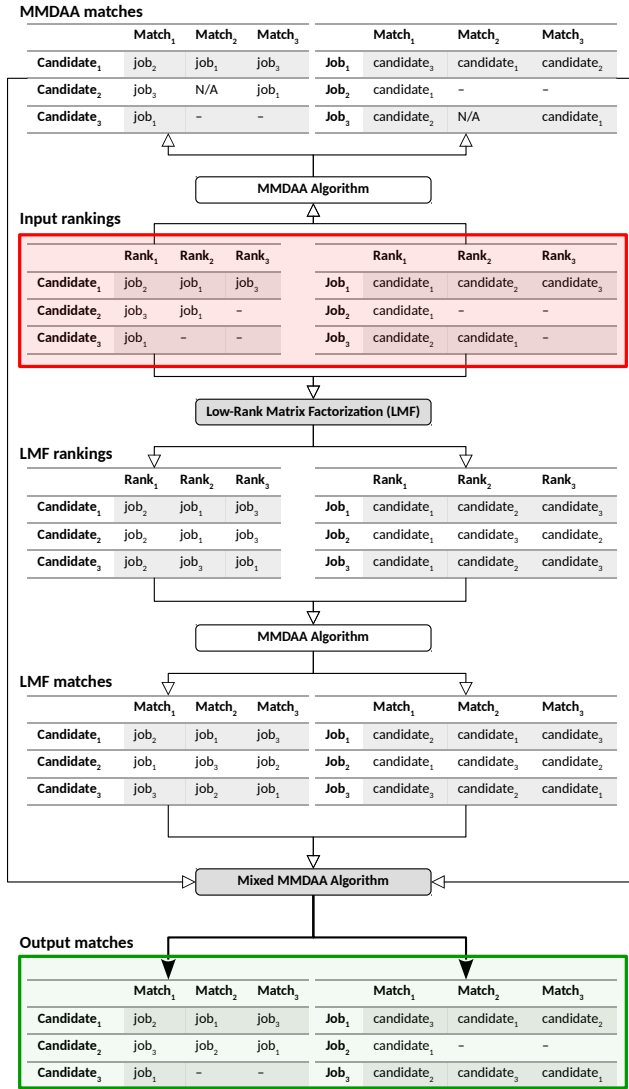 MMDAA matches
Match₁ Match₂ Match₃ Match₁ Match₂ Match₃
Candidate₁ job₂ job₁ job₃ Job₁ candidate₃ candidate₁ candidate₂
Candidate₂ job₃ N/A job₁ Job₂ candidate₁ – –
Candidate₃ job₁ – – Job₃ candidate₂ N/A candidate₁
MMDAA Algorithm
Input rankings
Rank₁ Rank₂ Rank₃ Rank₁ Rank₂ Rank₃
Candidate₁ job₂ job₁ job₃ Job₁ candidate₁ candidate₂ candidate₃
Candidate₂ job₃ job₁ – Job₂ candidate₁ – –
Candidate₃ job₁ – – Job₃ candidate₂ candidate₁ –
Low-Rank Matrix Factorization (LMF)
LMF rankings
Rank₁ Rank₂ Rank₃ Rank₁ Rank₂ Rank₃
Candidate₁ job₂ job₁ job₃ Job₁ candidate₁ candidate₂ candidate₃
Candidate₂ job₂ job₁ job₃ Job₂ candidate₁ candidate₃ candidate₂
Candidate₃ job₂ job₃ job₁ Job₃ candidate₁ candidate₂ candidate₃
MMDAA Algorithm
LMF matches
Match₁ Match₂ Match₃ Match₁ Match₂ Match₃
Candidate₁ job₂ job₁ job₃ Job₁ candidate₂ candidate₁ candidate₃
Candidate₂ job₁ job₃ job₂ Job₂ candidate₁ candidate₃ candidate₂
Candidate₃ job₃ job₂ job₁ Job₃ candidate₃ candidate₂ candidate₁
Mixed MMDAA Algorithm
Output matches
Match₁ Match₂ Match₃ Match₁ Match₂ Match₃
Candidate₁ job₂ job₁ job₃ Job₁ candidate₃ candidate₁ candidate₂
Candidate₂ job₃ job₂ job₁ Job₂ candidate₁ – –
Candidate₃ job₁ – – Job₃ candidate₂ candidate₃ candidate₁